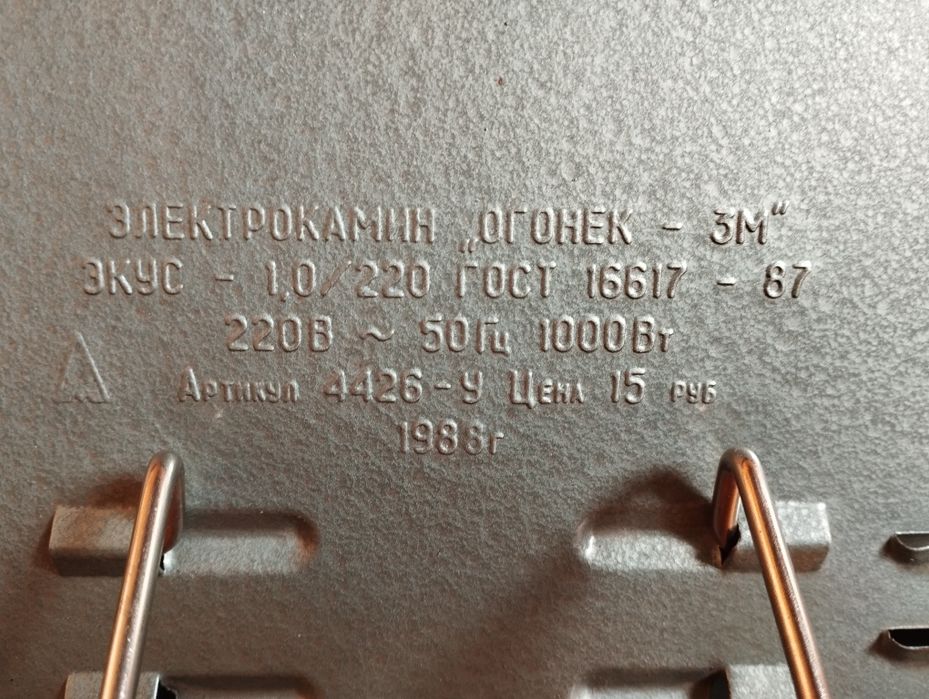 ЭЛЕКТРОКАМИН „ОГОНЕК - 3М“
ЭКУС - 1,0/220 ГОСТ 16617 - 87
220В ~ 50Гц 1000Вт
Артикул 4426-У Цена 15 руб
1988г